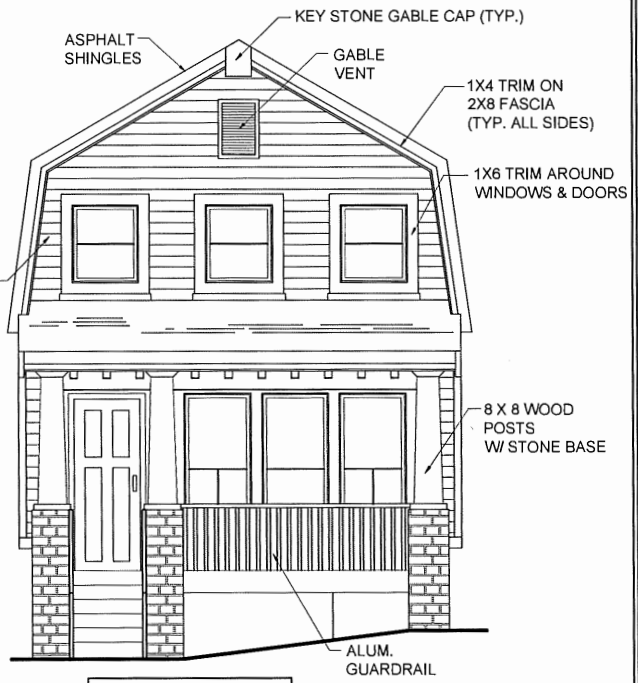 KEY STONE GABLE CAP (TYP.)
ASPHALT
SHINGLES
GABLE
VENT
1X4 TRIM ON
2X8 FASCIA
(TYP. ALL SIDES)
1X6 TRIM AROUND
WINDOWS & DOORS
8 X 8 WOOD
POSTS
W/ STONE BASE
ALUM.
GUARDRAIL